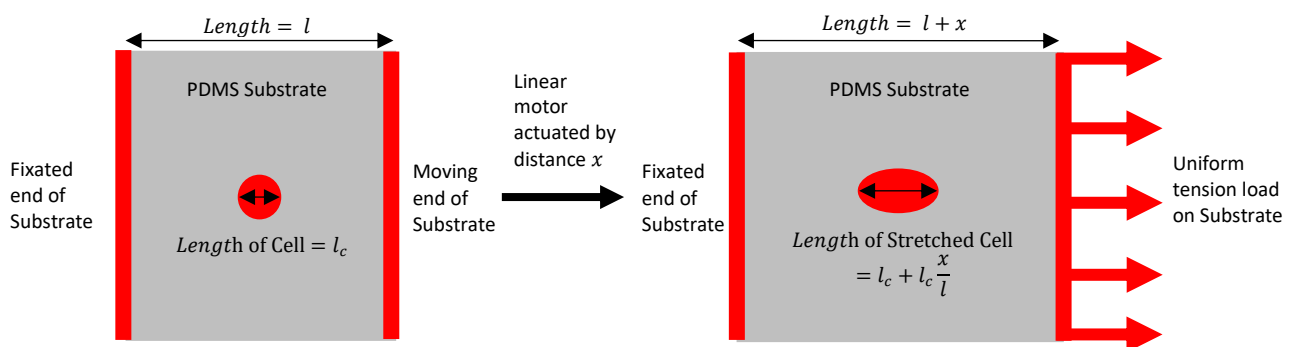 Length = l
PDMS Substrate
Fixated
end of
Substrate
Length of Cell = l_c
Moving
end of
Substrate
Linear
motor
actuated by
distance x
Length = l + x
PDMS Substrate
Fixated
end of
Substrate
Length of Stretched Cell
= l_c + l_c x/l
Uniform
tension load
on Substrate